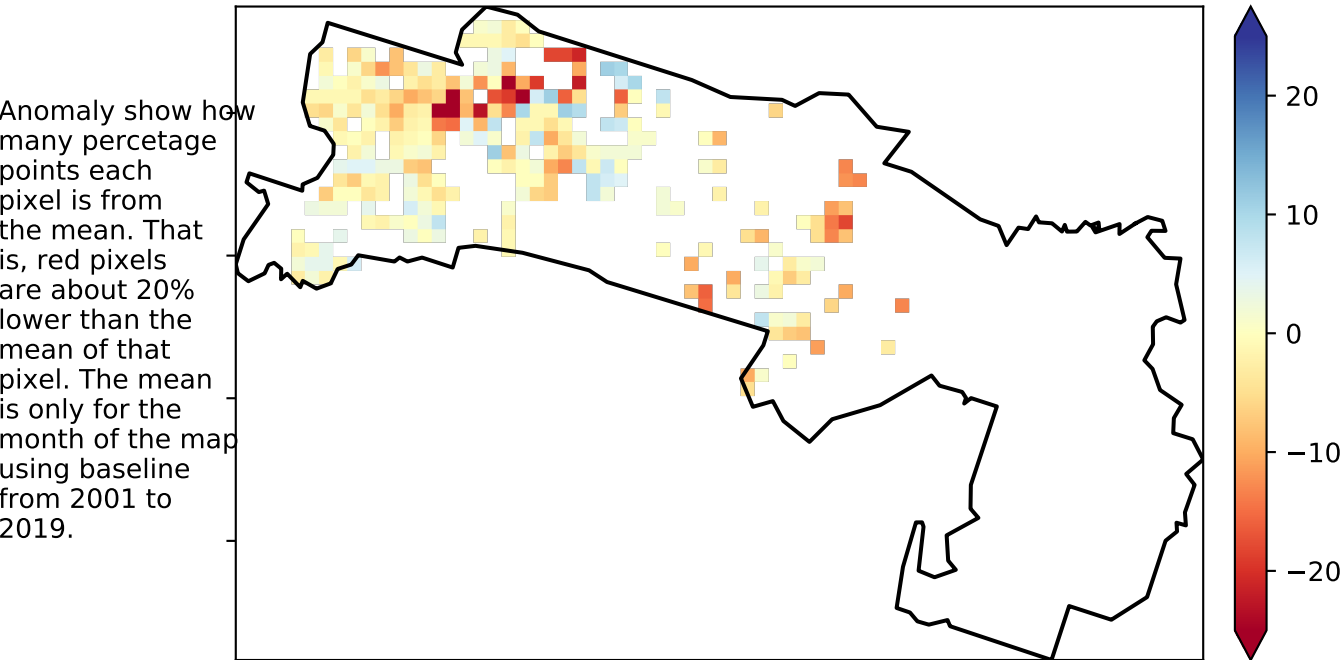 Anomaly show how
many percetage
points each
pixel is from
the mean. That
is, red pixels
are about 20%
lower than the
mean of that
pixel. The mean
is only for the
month of the map
using baseline
from 2001 to
2019.
20
10
0
−10
−20